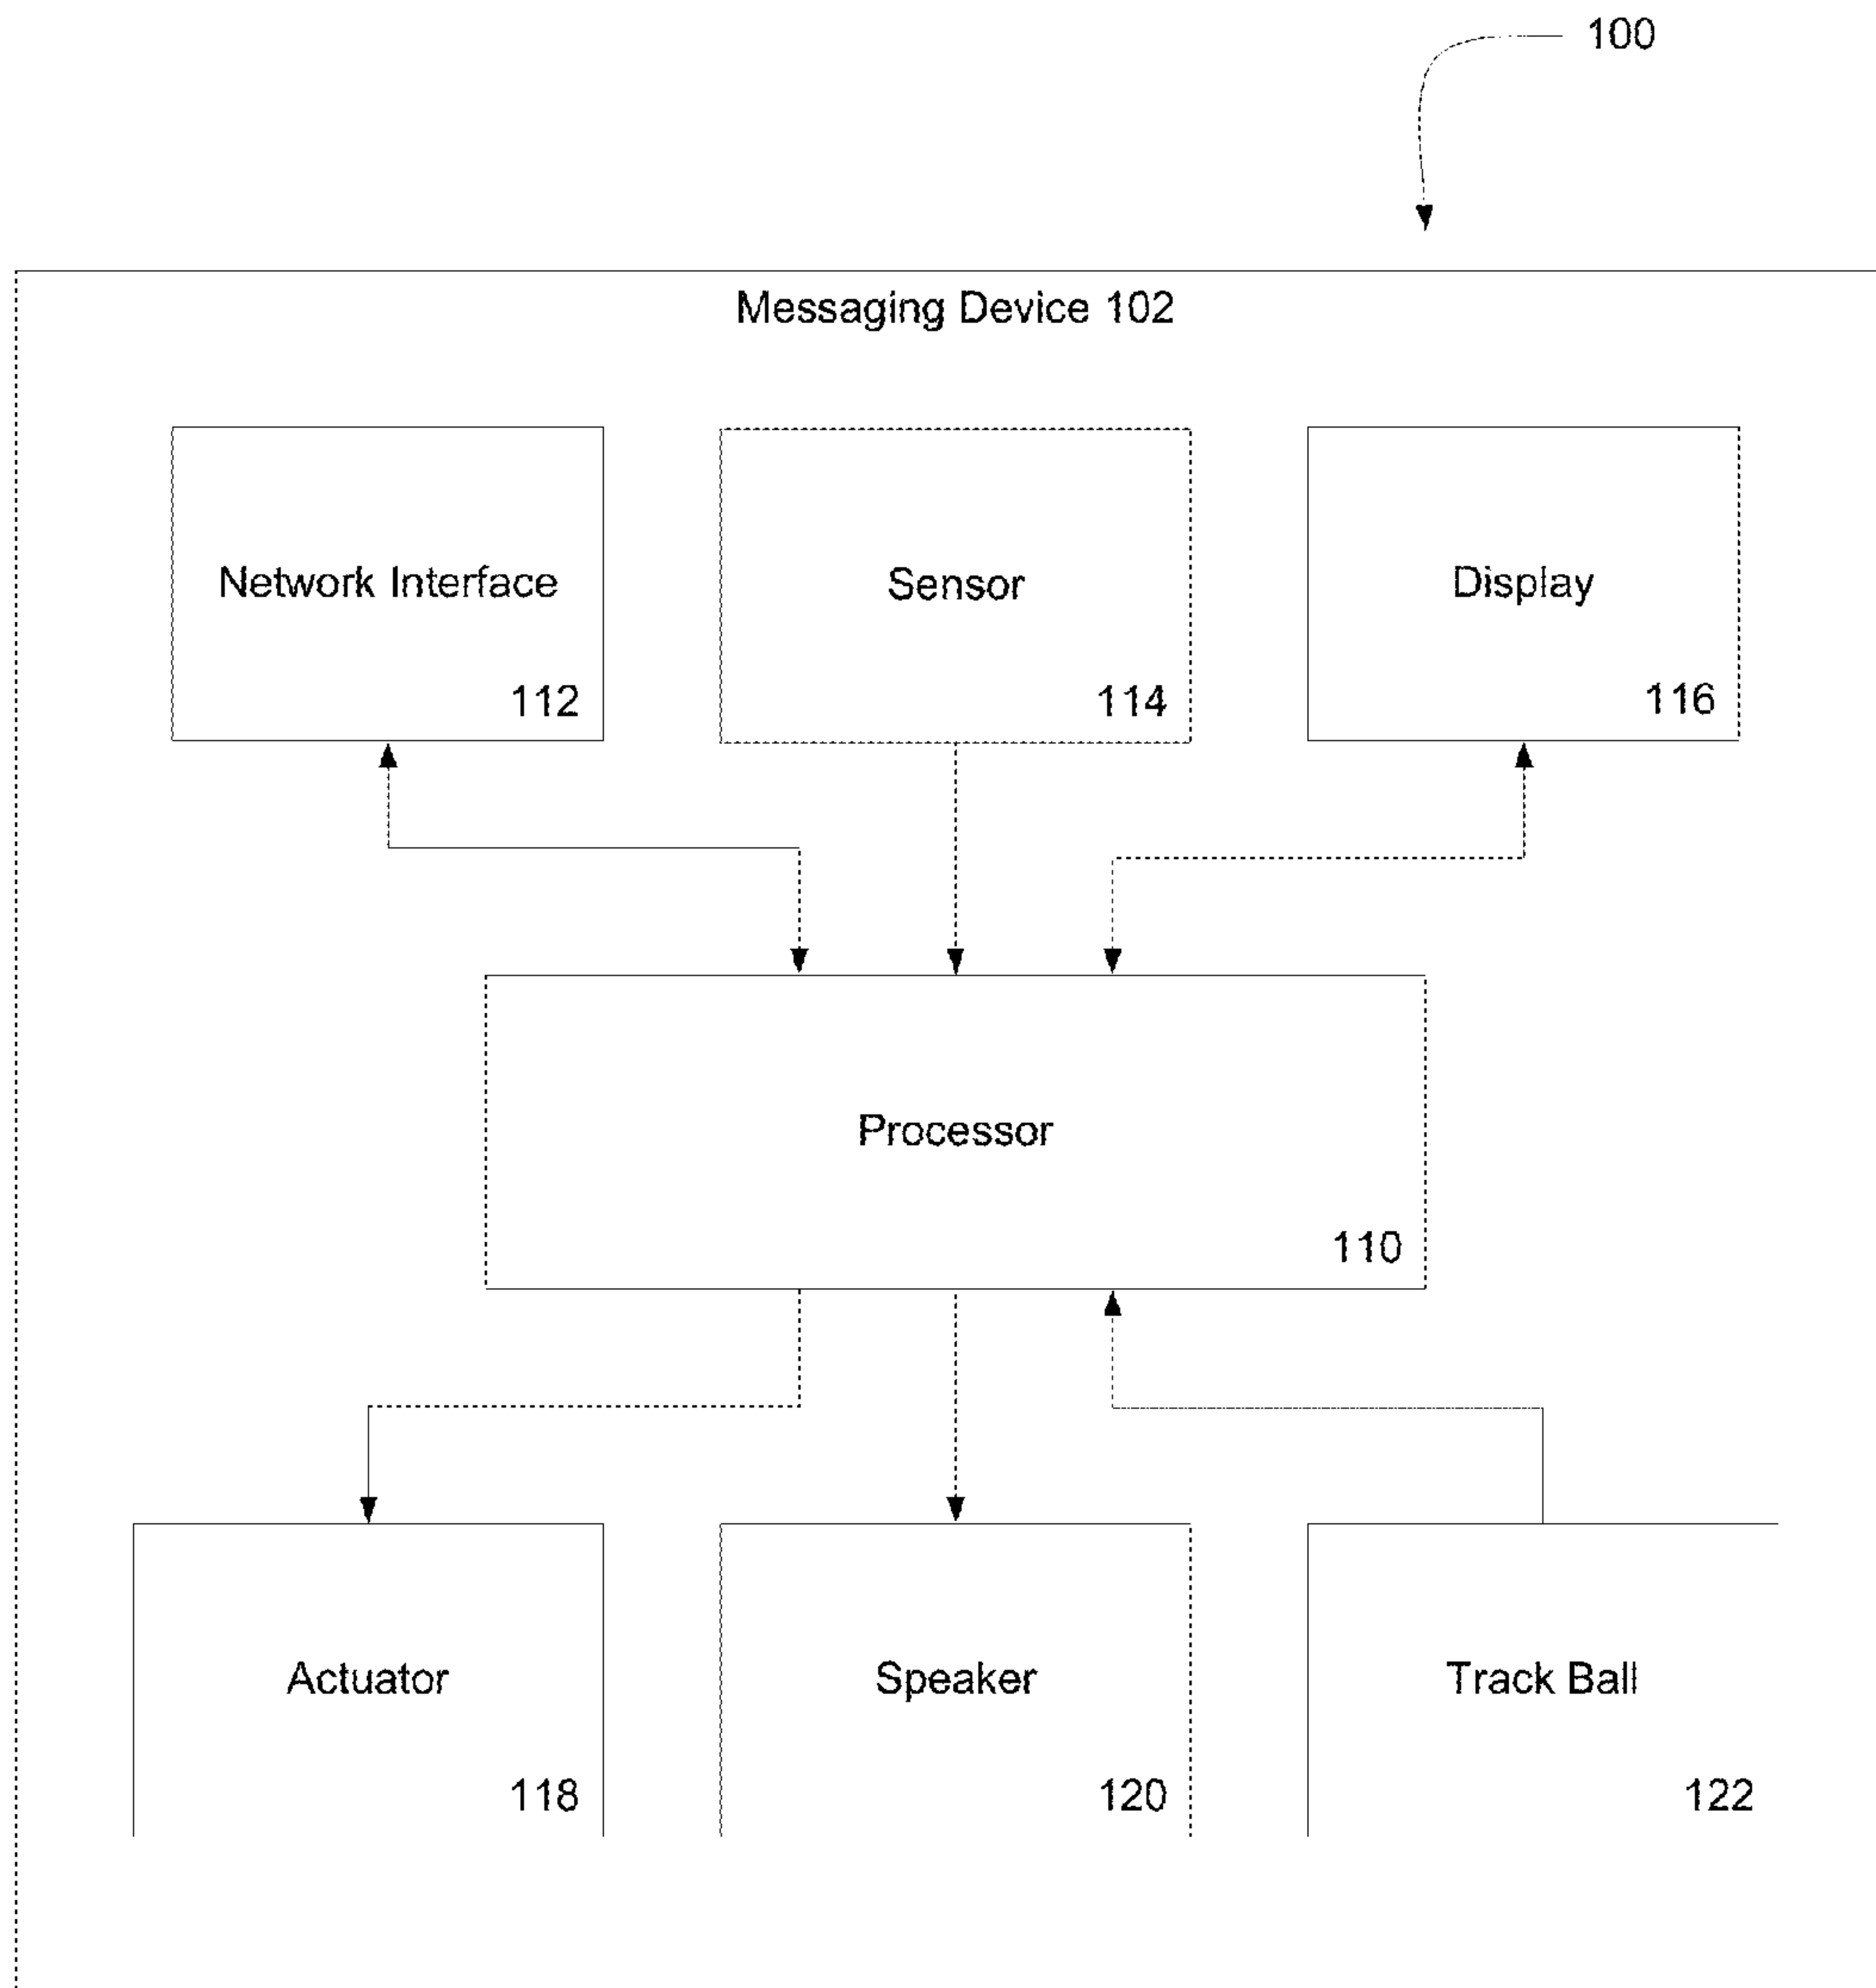 100
Messaging Device 102
Network Interface
112
Sensor
114
Display
116
Processor
110
Actuator
118
Speaker
120
Track Ball
122